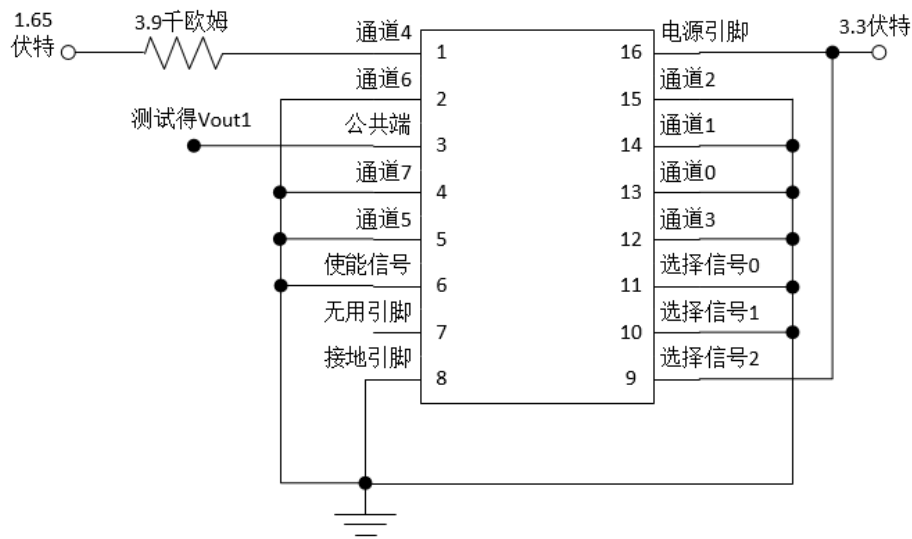 1.65
伏特
3.9千欧姆
通道4
1
通道6
2
测试得Vout1
公共端
3
通道7
4
通道5
5
使能信号
6
无用引脚
7
接地引脚
8
电源引脚
16
3.3伏特
通道2
15
通道1
14
通道0
13
通道3
12
选择信号0
11
选择信号1
10
选择信号2
9